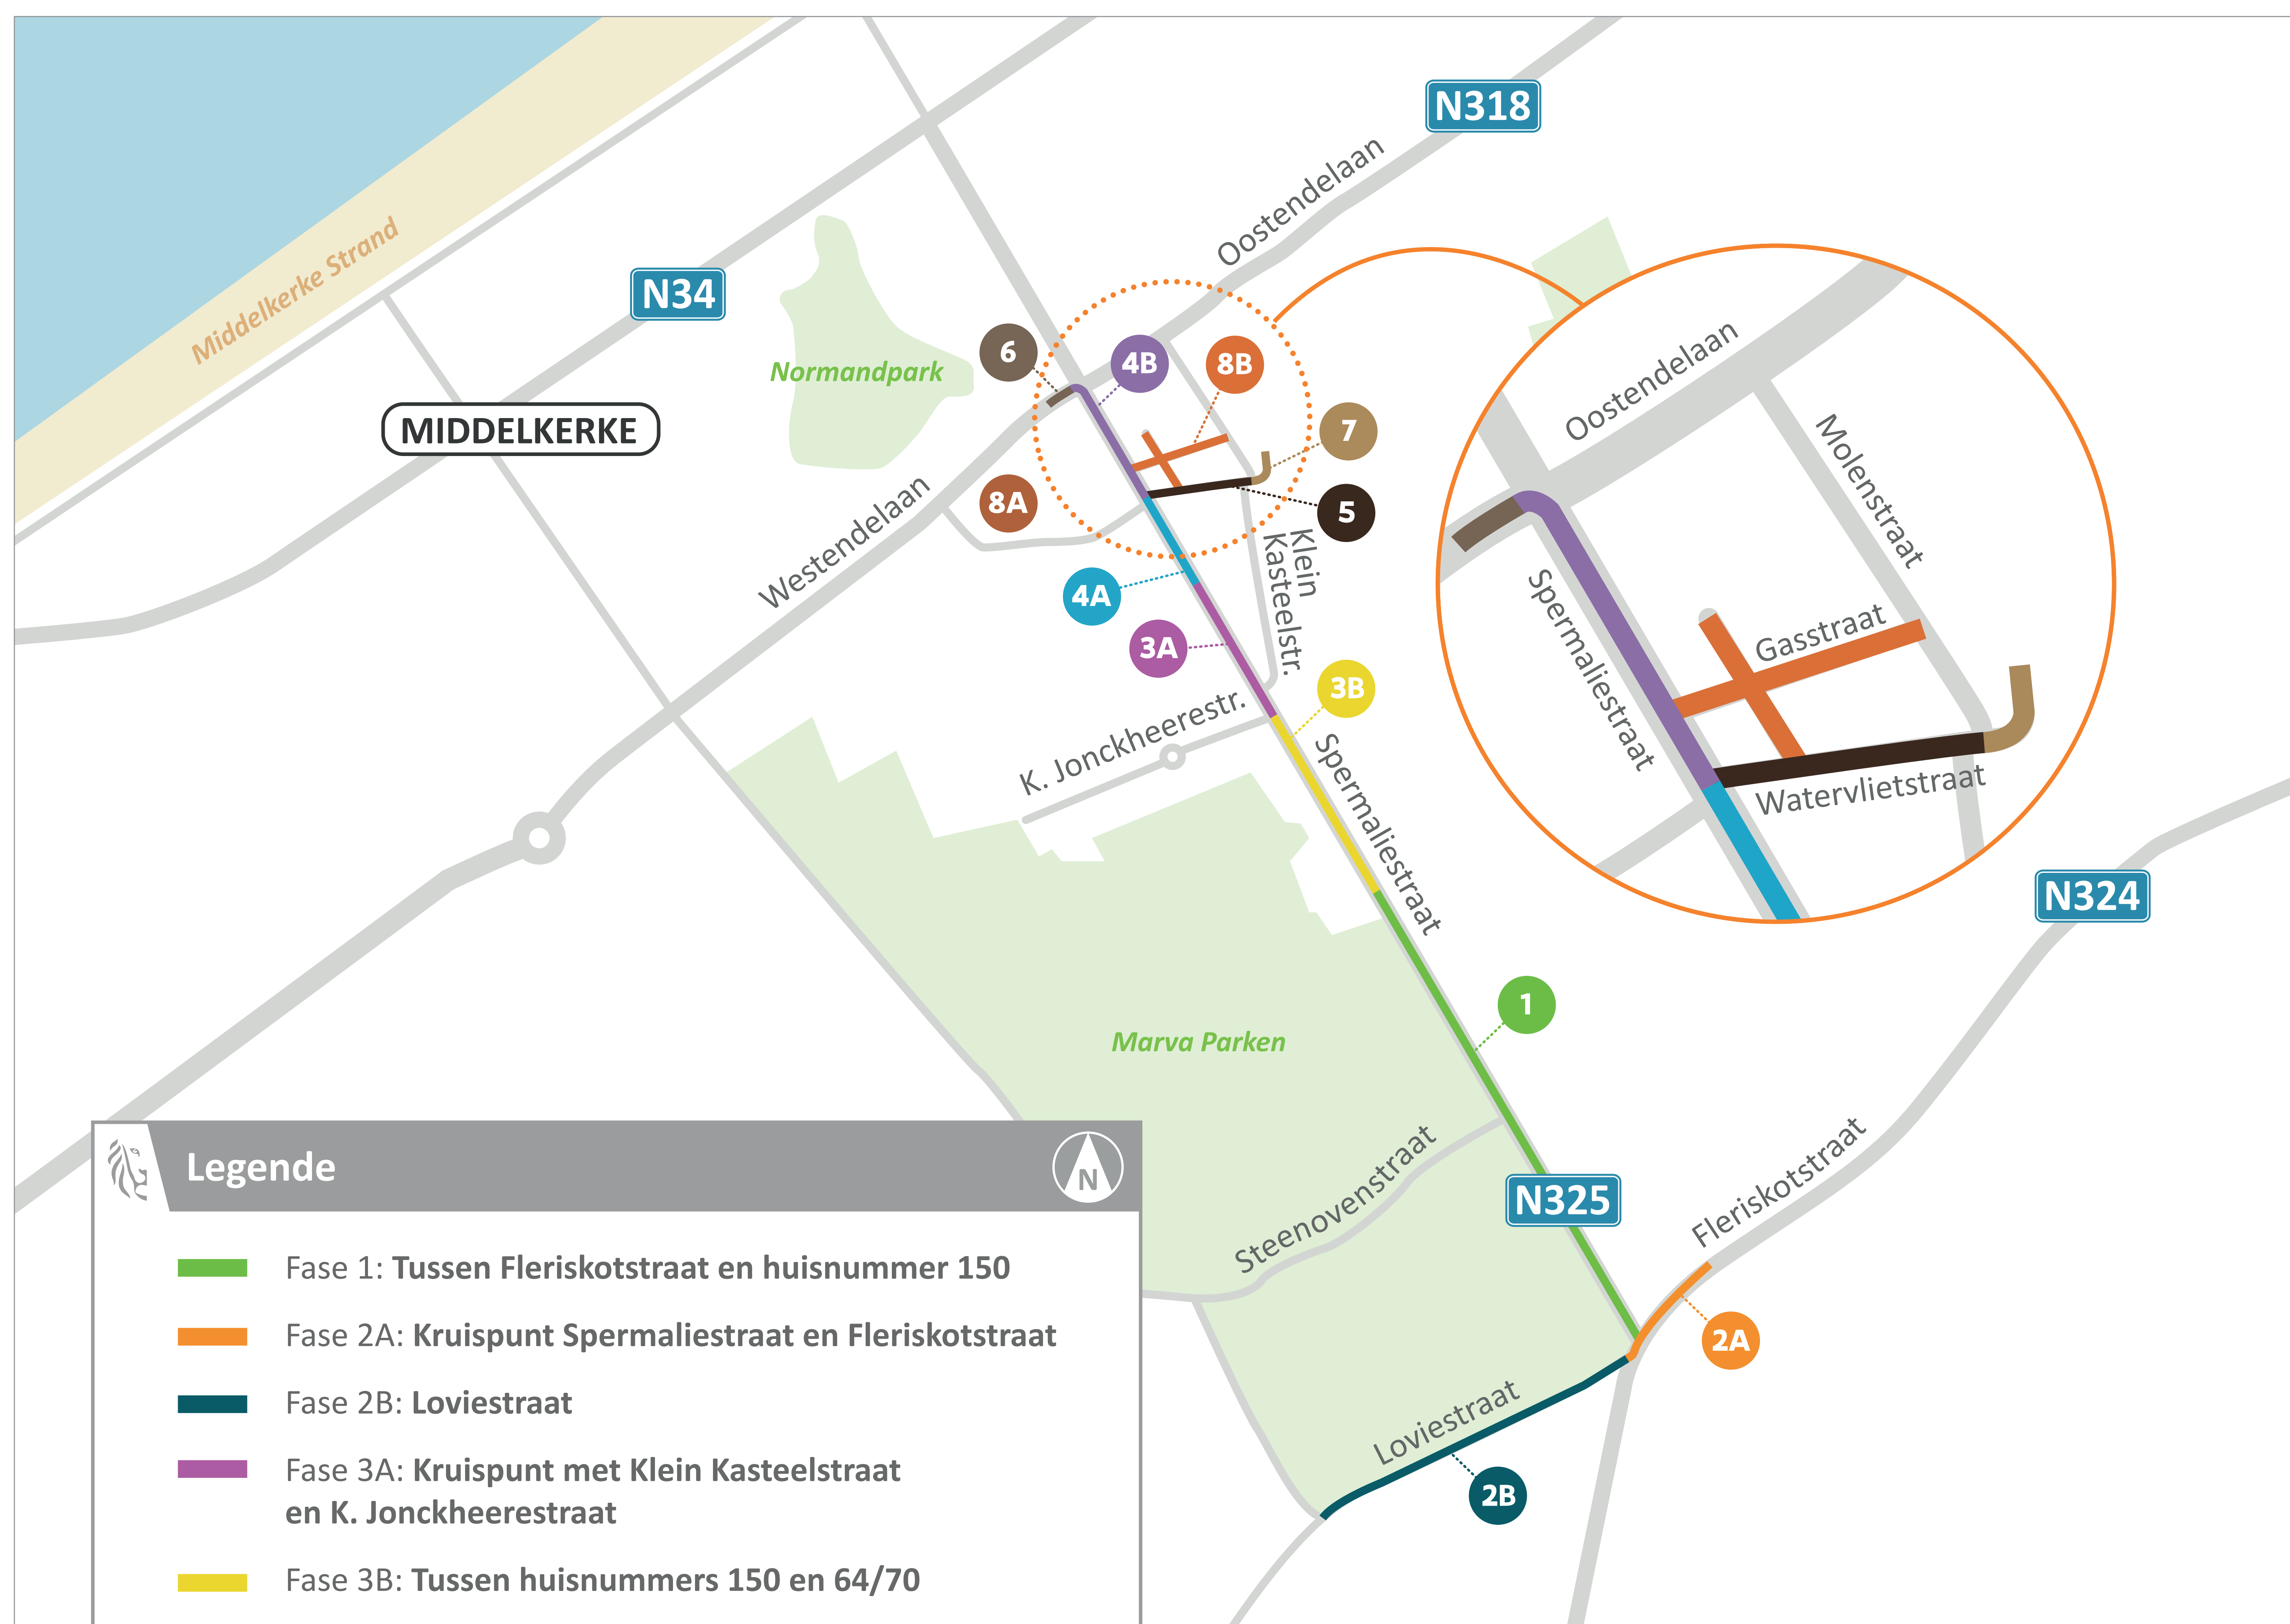 N318
Oostendelaan
Middelkerke Strand
N34
Normandpark
MIDDELKERKE
6
4B
8B
7
8A
5
Westendelaan
Klein
Kasteelstr.
4A
3A
3B
K. Jonckheerestr.
Spermaliestraat
Oostendelaan
Molenstraat
Spermaliestraat
Gasstraat
Watervlietstraat
N324
1
Marva Parken
Steenovenstraat
N325
Fleriskotstraat
2A
Loviestraat
2B
Legende
N
Fase 1: Tussen Fleriskotstraat en huisnummer 150
Fase 2A: Kruispunt Spermaliestraat en Fleriskotstraat
Fase 2B: Loviestraat
Fase 3A: Kruispunt met Klein Kasteelstraat
en K. Jonckheerestraat
Fase 3B: Tussen huisnummers 150 en 64/70